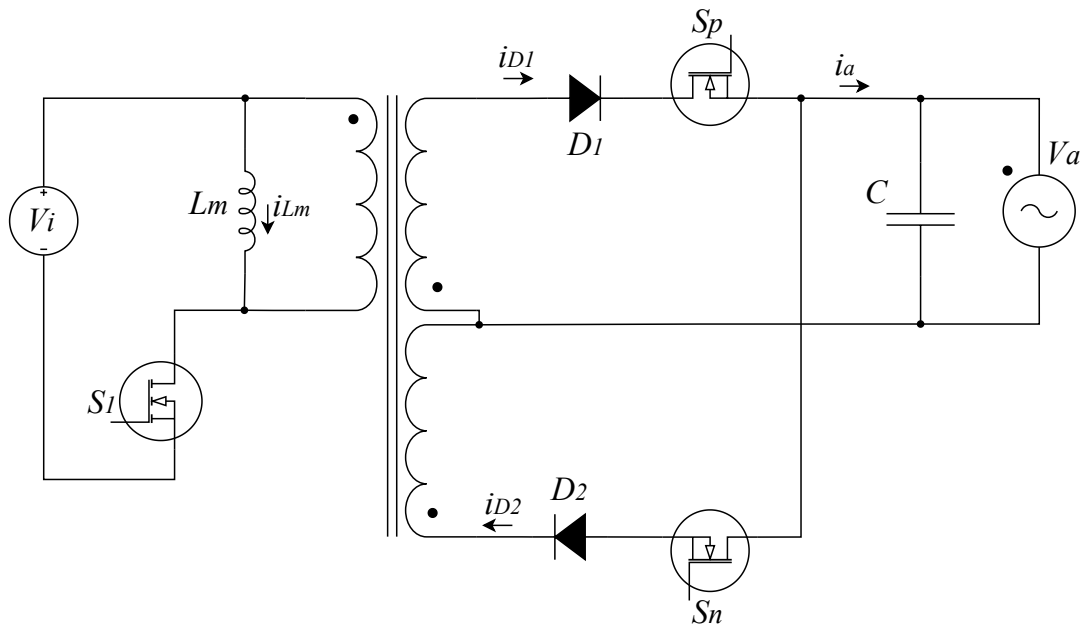 Sp
iD1
ia
D1
Va
Lm
iLm
C
+
Vi
-
S1
D2
iD2
Sn